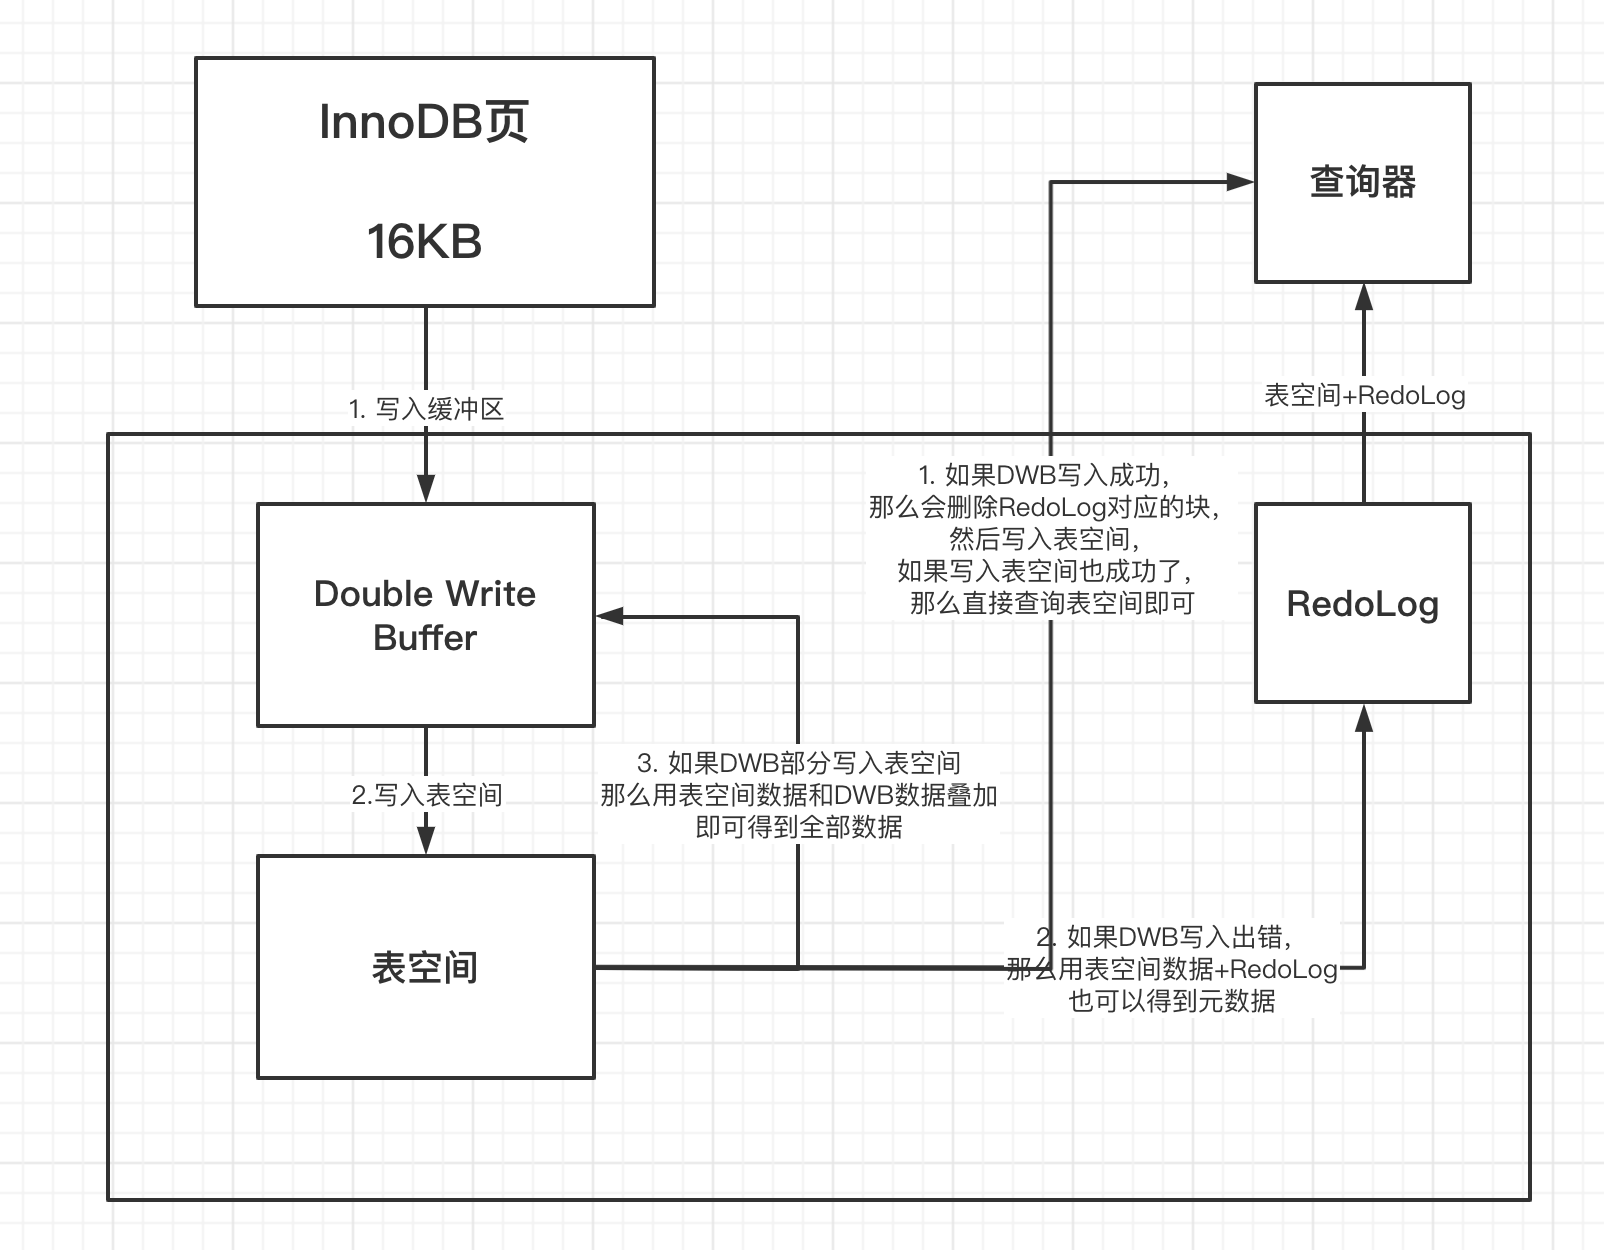 InnoDB页
16KB
查询器
1. 写入缓冲区
表空间+RedoLog
1. 如果DWB写入成功，
那么会删除RedoLog对应的块，
然后写入表空间，
如果写入表空间也成功了，
那么直接查询表空间即可
Double Write
Buffer
RedoLog
2.写入表空间
3. 如果DWB部分写入表空间
那么用表空间数据和DWB数据叠加
即可得到全部数据
表空间
2. 如果DWB写入出错，
那么用表空间数据+RedoLog
也可以得到元数据